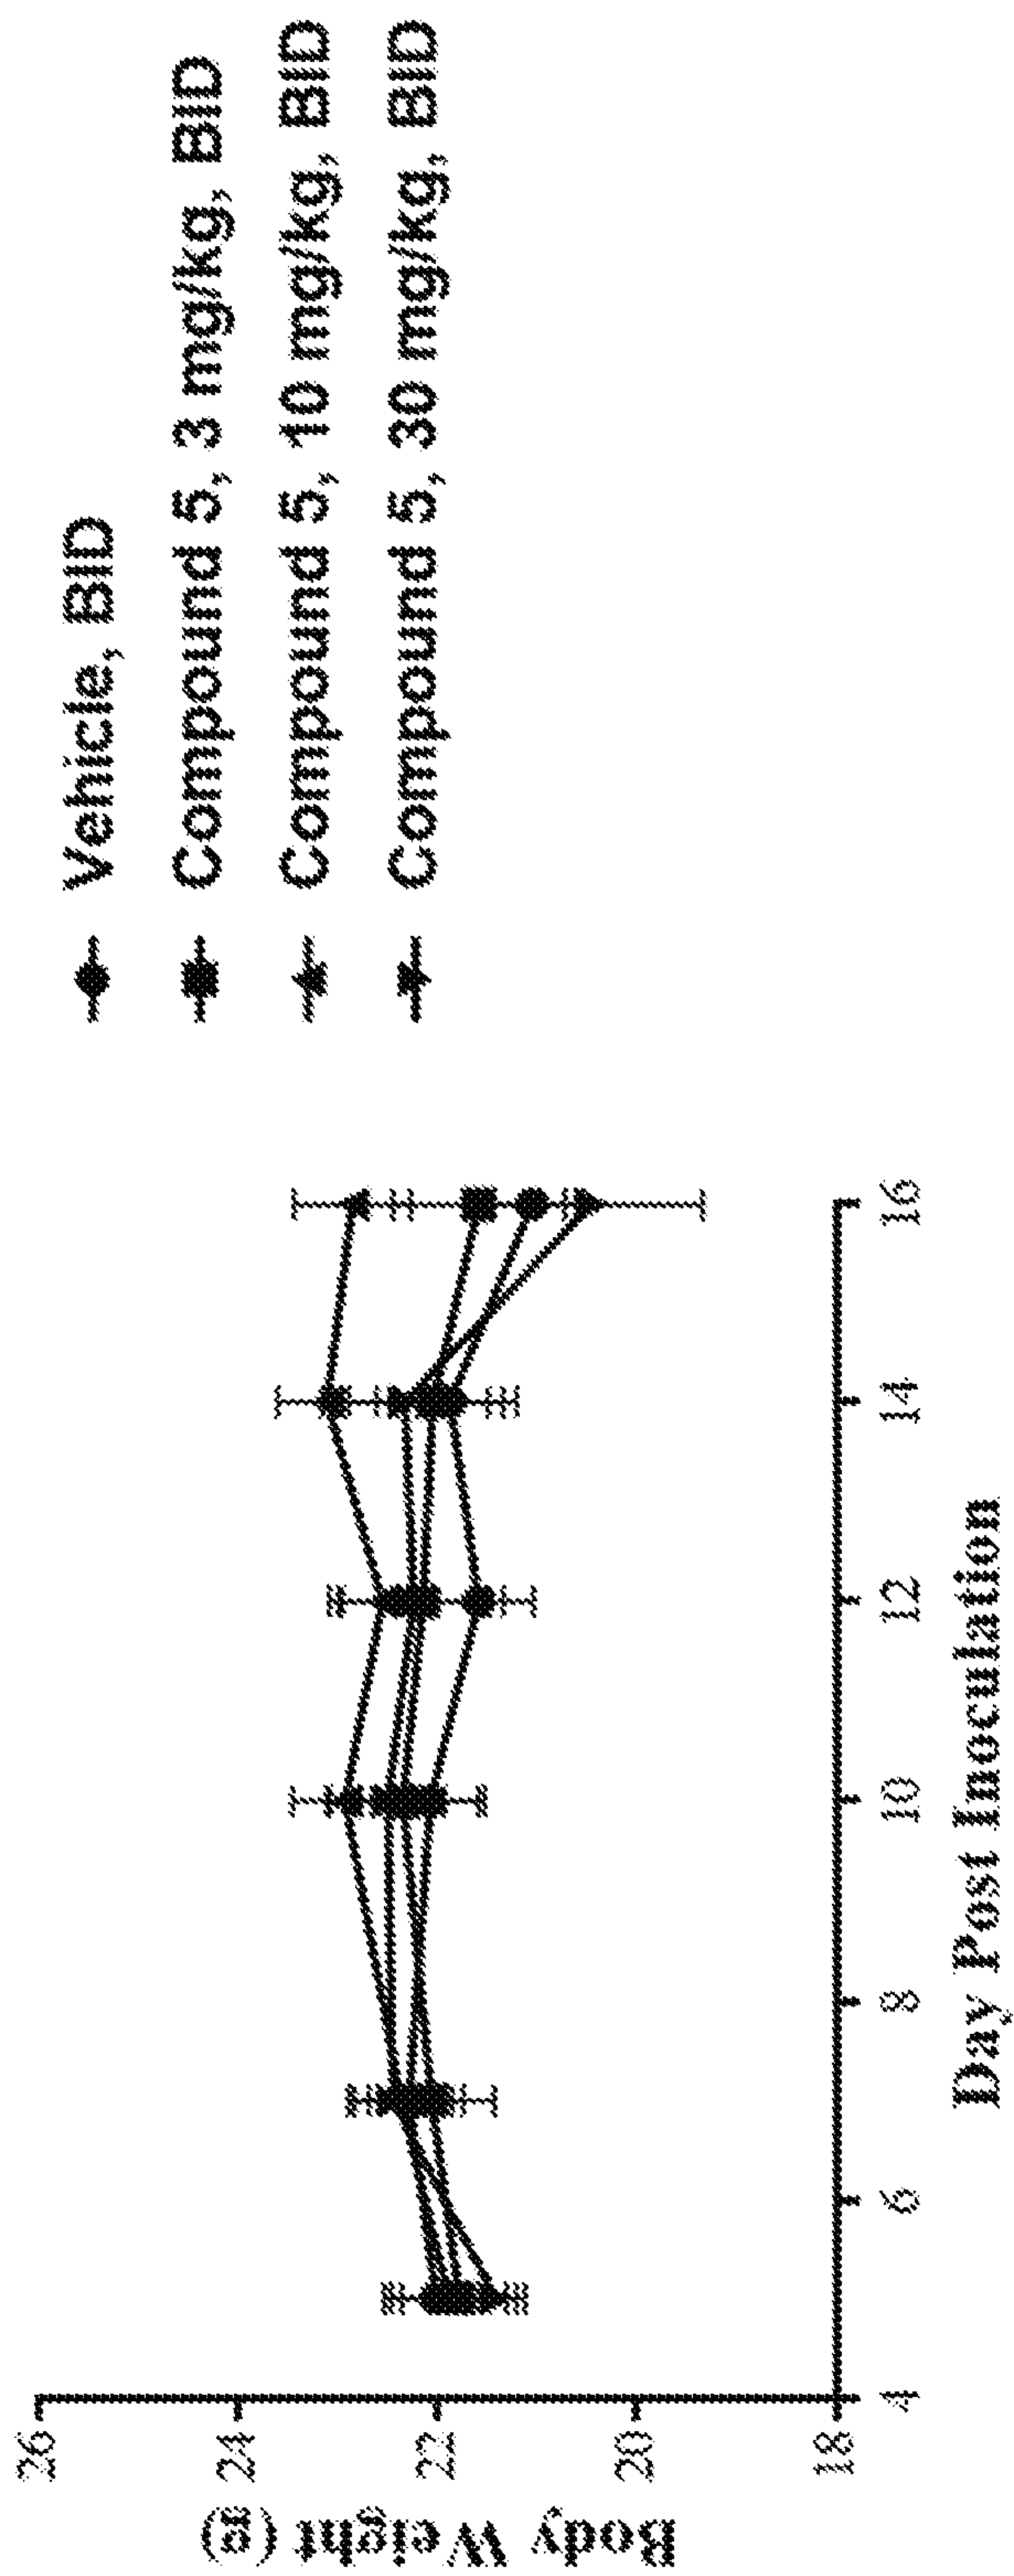 Vehicle, BID
Compound 5, 3 mg/kg, BID
Compound 5, 10 mg/kg, BID
Compound 5, 30 mg/kg, BID
Body Weight (g)
26
24
22
20
18
4 6 8 10 12 14 16
Day Post Inoculation